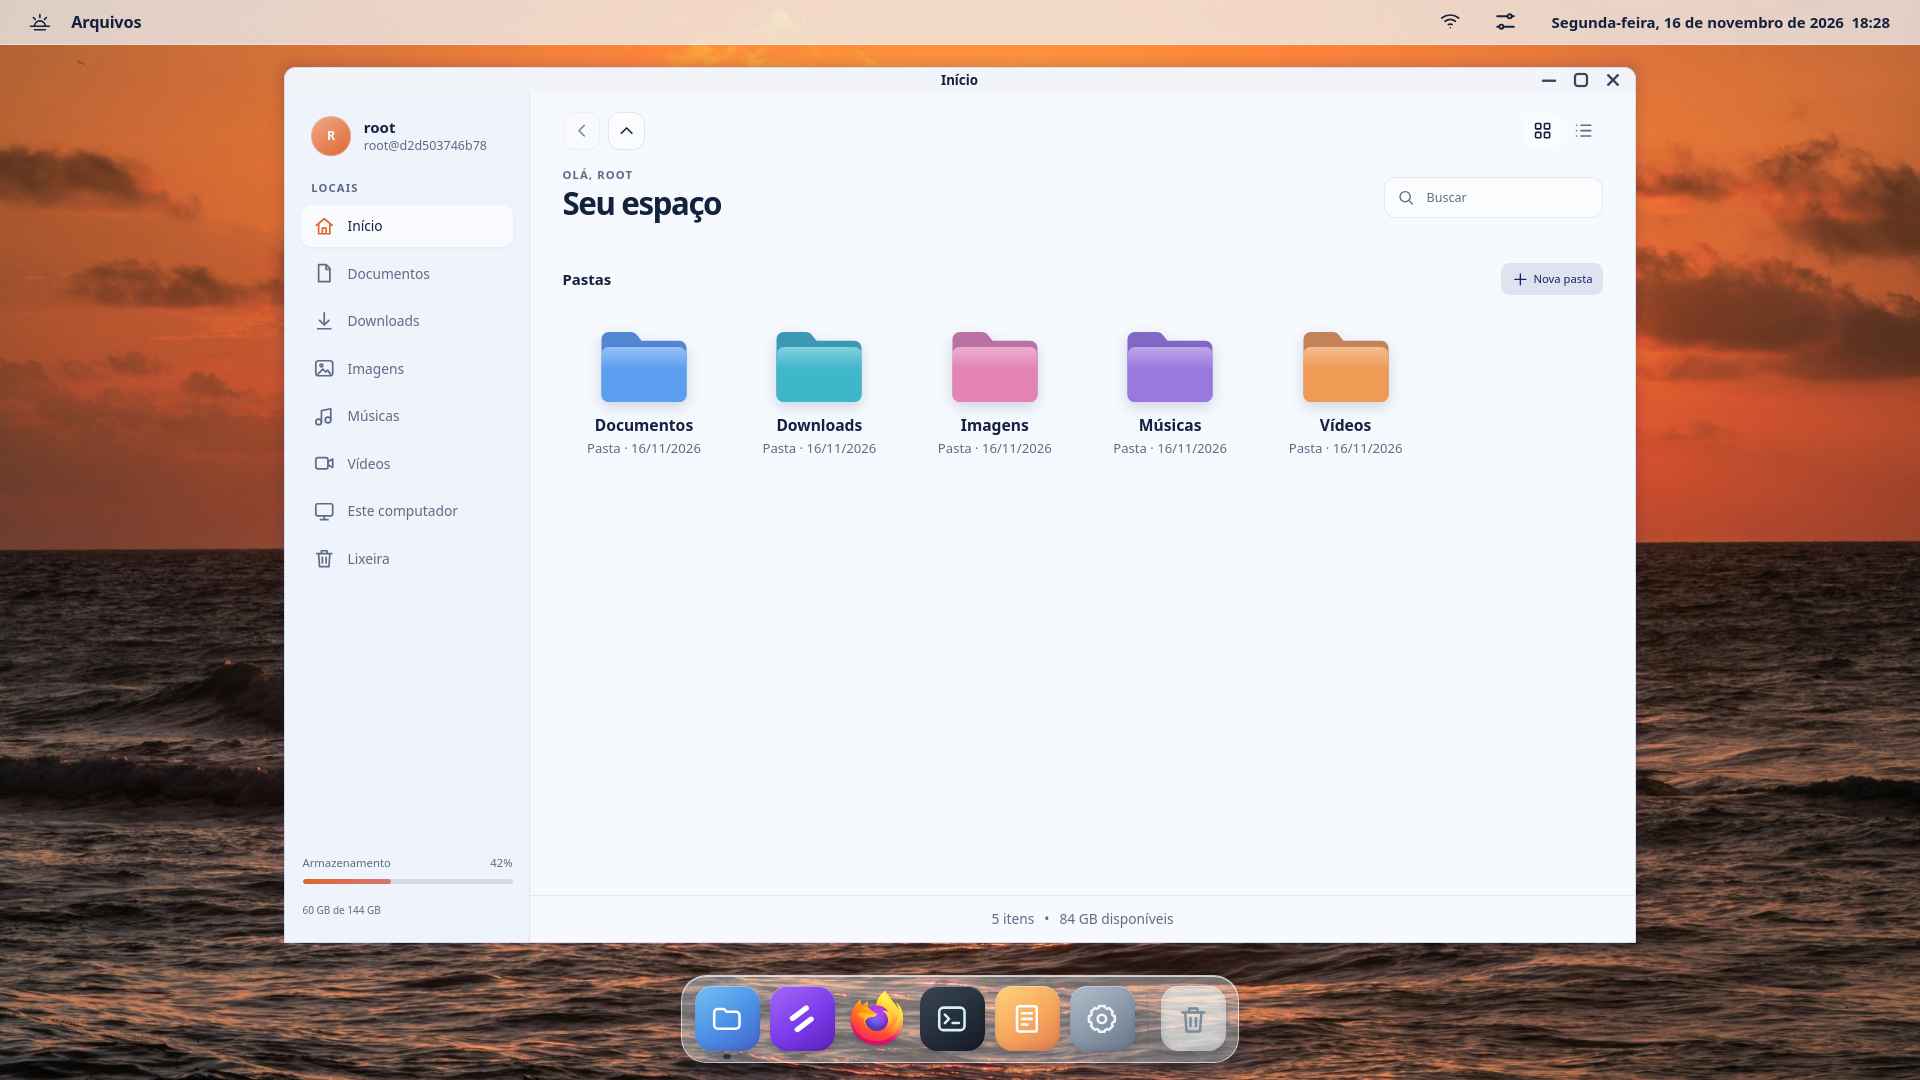 Arquivos
Segunda-feira, 16 de novembro de 2026 18:28
Início
R
root
root@d2d503746b78
LOCAIS
Início
Documentos
Downloads
Imagens
Músicas
Vídeos
Este computador
Lixeira
Armazenamento 42%
60 GB de 144 GB
OLÁ, ROOT
Seu espaço
Buscar
Pastas
Nova pasta
Documentos
Pasta · 16/11/2026
Downloads
Pasta · 16/11/2026
Imagens
Pasta · 16/11/2026
Músicas
Pasta · 16/11/2026
Vídeos
Pasta · 16/11/2026
5 itens • 84 GB disponíveis